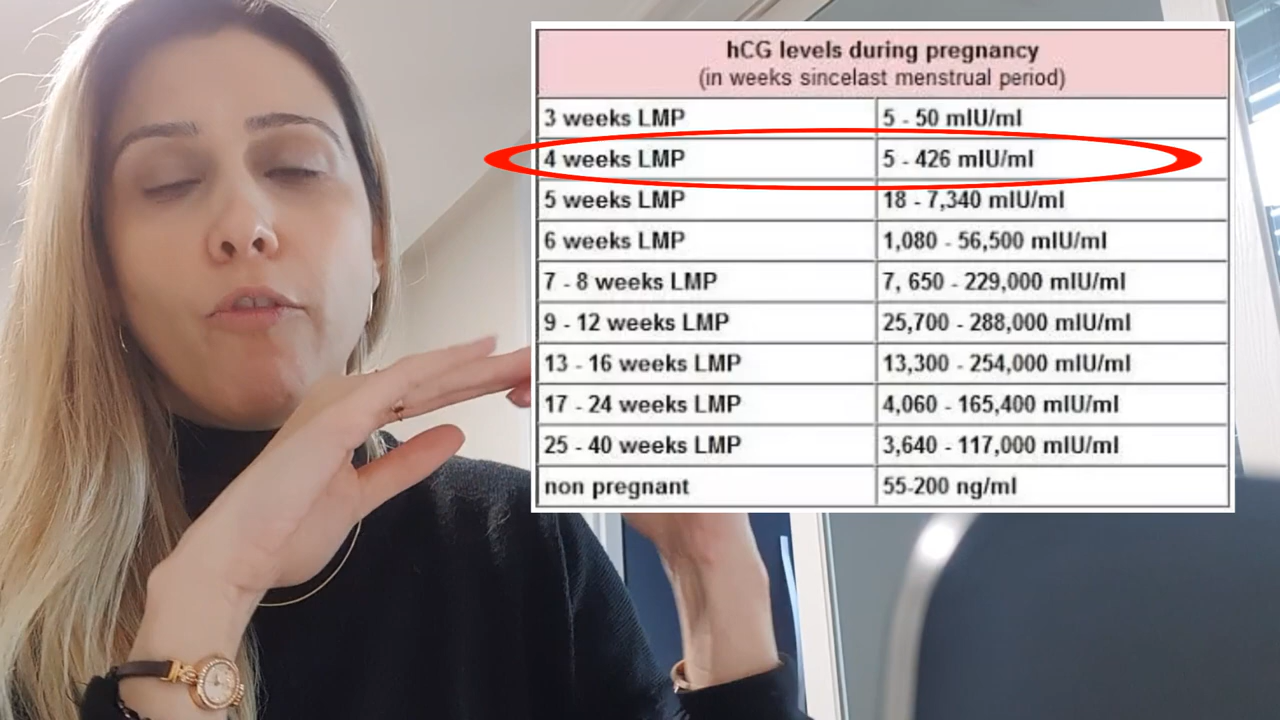 hCG levels during pregnancy
(in weeks sincelast menstrual period)
3 weeks LMP 5 - 50 mIU/ml
4 weeks LMP 5 - 426 mIU/ml
5 weeks LMP 18 - 7,340 mIU/ml
6 weeks LMP 1,080 - 56,500 mIU/ml
7 - 8 weeks LMP 7, 650 - 229,000 mIU/ml
9 - 12 weeks LMP 25,700 - 288,000 mIU/ml
13 - 16 weeks LMP 13,300 - 254,000 mIU/ml
17 - 24 weeks LMP 4,060 - 165,400 mIU/ml
25 - 40 weeks LMP 3,640 - 117,000 mIU/ml
non pregnant 55-200 ng/ml